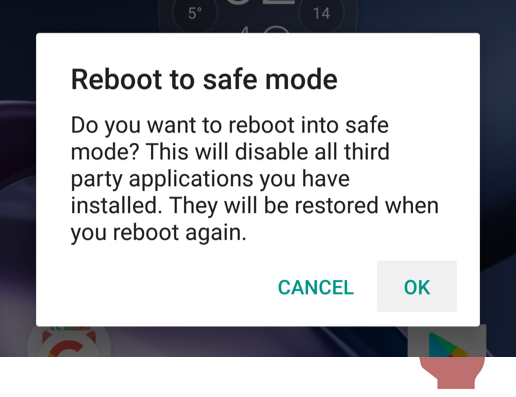 5° 14
Reboot to safe mode
Do you want to reboot into safe
mode? This will disable all third
party applications you have
installed. They will be restored when
you reboot again.
CANCEL OK